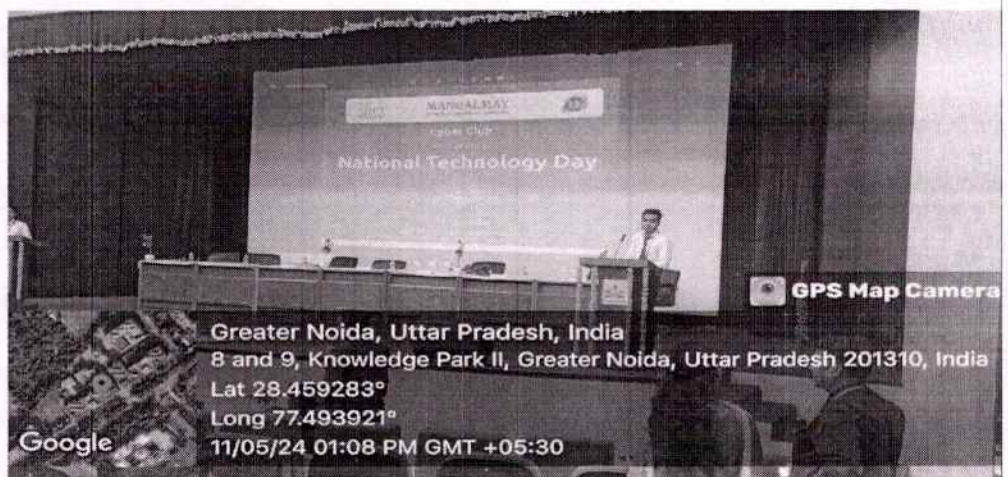 MANGALMAY
Cyber Club
National Technology Day
GPS Map Camera
Greater Noida, Uttar Pradesh, India
8 and 9, Knowledge Park II, Greater Noida, Uttar Pradesh 201310, India
Lat 28.459283°
Long 77.493921°
Google
11/05/24 01:08 PM GMT +05:30